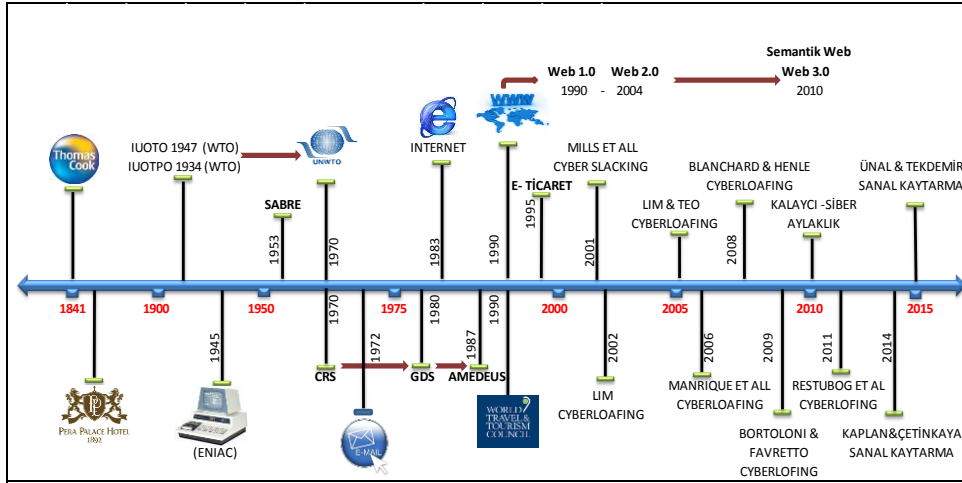 Semantik Web
Web 1.0 Web 2.0 Web 3.0
1990 - 2004 2010
WWW
Thomas
Cook
IUOTO 1947 (WTO)
IUOTPO 1934 (WTO)
UNWTO
INTERNET
MILLS ET ALL
CYBER SLACKING
BLANCHARD & HENLE
CYBERLOAFING
ÜNAL & TEKDEMİR
SANAL KAYTARMA
SABRE
E- TİCARET
LIM & TEO
CYBERLOAFING
KALAYCI -SİBER
AYLAKLIK
1953
1970
1983
1990
1995
2001
2008
1841
1900
1950
1975
2000
2005
2010
2015
1945
1970
1972
1980
1987
1990
2002
2006
2009
2011
2014
CRS
GDS
AMEDEUS
PP
PERA PALACE HOTEL
1892
(ENIAC)
E-MAIL
WORLD
TRAVEL &
TOURISM
COUNCIL
LIM
CYBERLOAFING
MANRIQUE ET ALL
CYBERLOAFING
BORTOLONI &
FAVRETTO
CYBERLOFING
RESTUBOG ET AL
CYBERLOFING
KAPLAN&ÇETİNKAYA
SANAL KAYTARMA